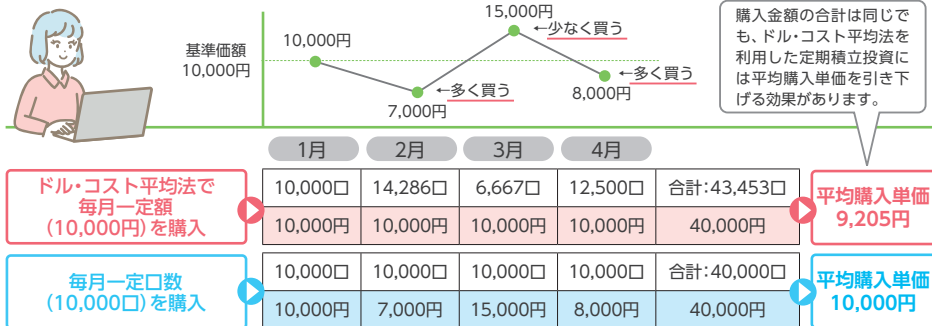 15,000円
←少なく買う
10,000円
基準価額
10,000円
←多く買う
7,000円
←多く買う
8,000円
購入金額の合計は同じで
も、ドル・コスト平均法を
利用した定期積立投資に
は平均購入単価を引き下
げる効果があります。
1月 2月 3月 4月
ドル・コスト平均法で
毎月一定額
(10,000円)を購入
10,000口 14,286口 6,667口 12,500口 合計:43,453口
10,000円 10,000円 10,000円 10,000円 40,000円
平均購入単価
9,205円
毎月一定口数
(10,000口)を購入
10,000口 10,000口 10,000口 10,000口 合計:40,000口
10,000円 7,000円 15,000円 8,000円 40,000円
平均購入単価
10,000円